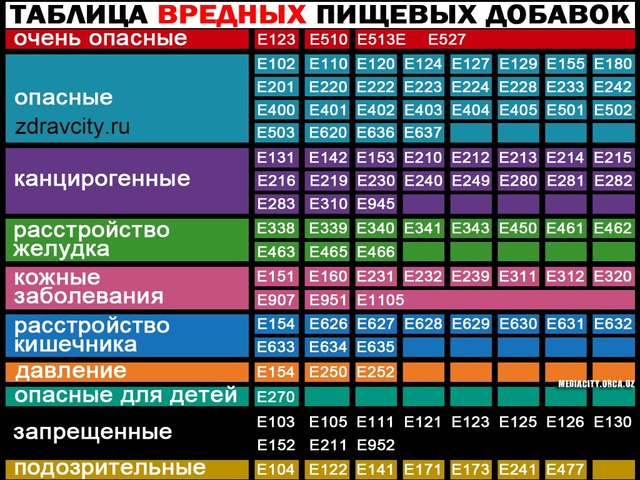 ТАБЛИЦА ВРЕДНЫХ ПИЩЕВЫХ ДОБАВОК
очень опасные E123 E510 E513E E527
E102 E110 E120 E124 E127 E129 E155 E180
E201 E220 E222 E223 E224 E228 E233 E242
опасные
E400 E401 E402 E403 E404 E405 E501 E502
zdravcity.ru
E503 E620 E636 E637
E131 E142 E153 E210 E212 E213 E214 E215
канцирогенные E216 E219 E230 E240 E249 E280 E281 E282
E283 E310 E945
расстройство E338 E339 E340 E341 E343 E450 E461 E462
желудка E463 E465 E466
кожные E151 E160 E231 E232 E239 E311 E312 E320
заболевания E907 E951 E1105
расстройство E154 E626 E627 E628 E629 E630 E631 E632
кишечника E633 E634 E635
давление E154 E250 E252
MEDIACITY.ORCA.UZ
опасные для детей E270
E103 E105 E111 E121 E123 E125 E126 E130
запрещенные
E152 E211 E952
подозрительные E104 E122 E141 E171 E173 E241 E477